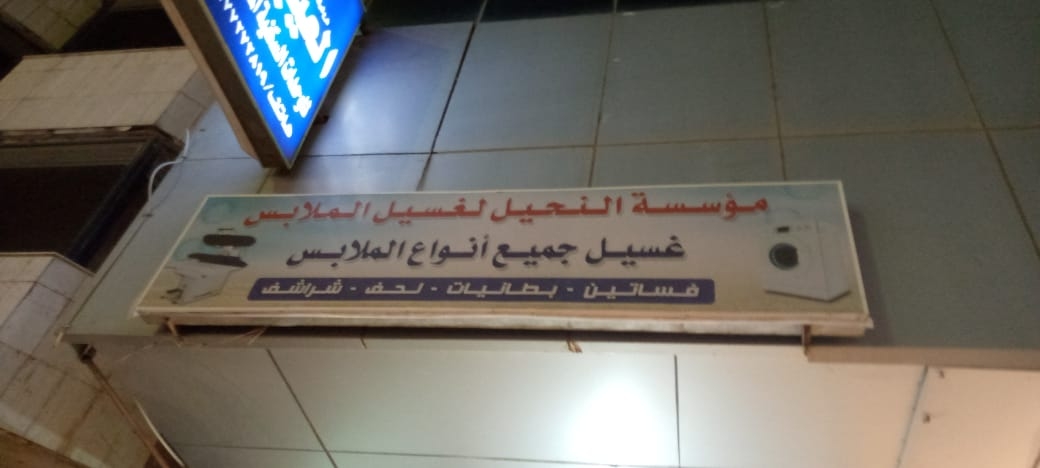 مؤسسة النحيل لغسيل الملابس
غسيل جميع أنواع الملابس
فساتين - بطانيات - لحف - شراشف